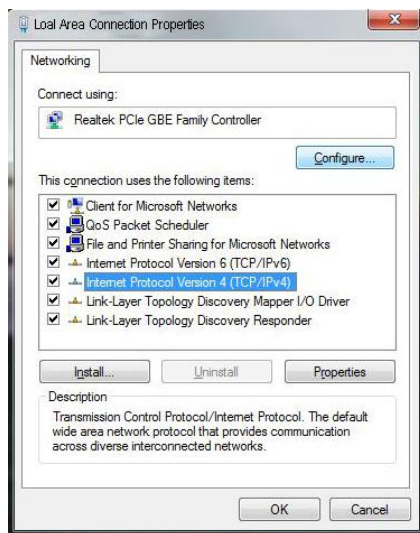 Loal Area Connection Properties
Networking
Connect using:
Realtek PCIe GBE Family Controller
Configure...
This connection uses the following items:
Client for Microsoft Networks
QoS Packet Scheduler
File and Printer Sharing for Microsoft Networks
Internet Protocol Version 6 (TCP/IPv6)
Internet Protocol Version 4 (TCP/IPv4)
Link-Layer Topology Discovery Mapper I/O Driver
Link-Layer Topology Discovery Responder
Install... Uninstall Properties
Description
Transmission Control Protocol/Internet Protocol. The default
wide area network protocol that provides communication
across diverse interconnected networks.
OK Cancel